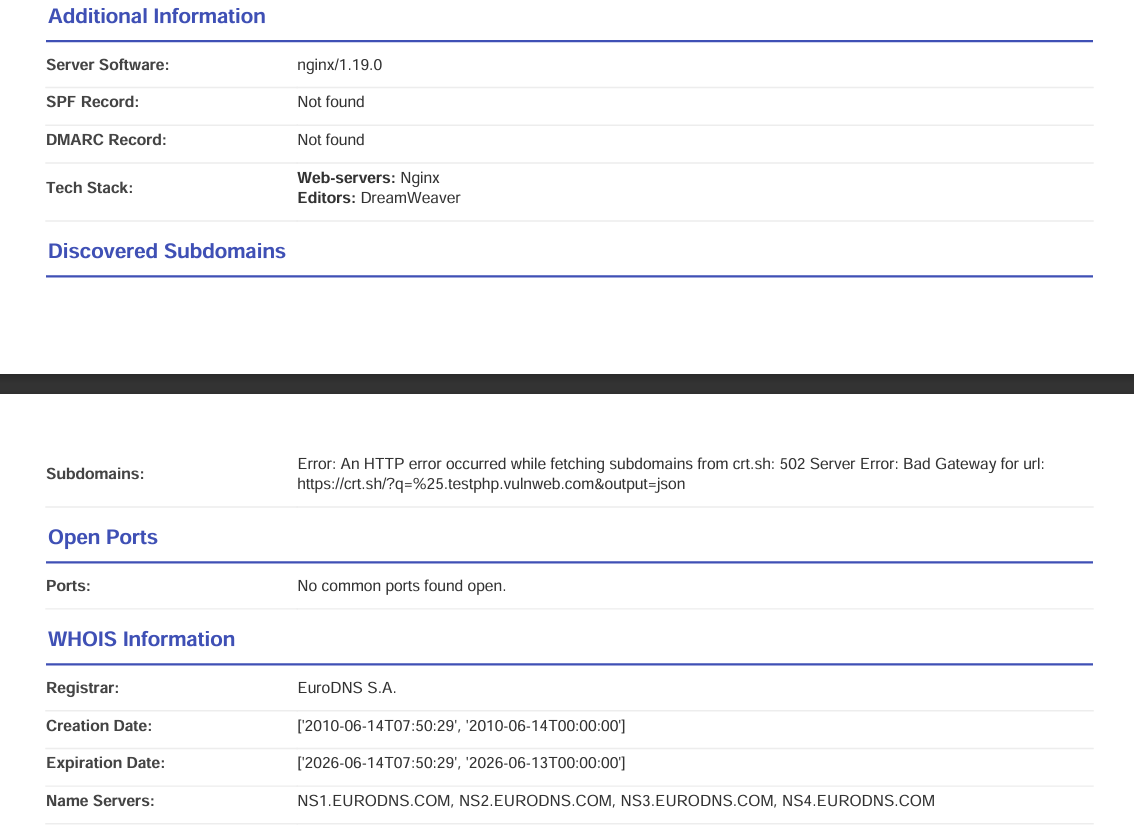 Additional Information
Server Software: nginx/1.19.0
SPF Record: Not found
DMARC Record: Not found
Tech Stack: Web-servers: Nginx
Editors: DreamWeaver
Discovered Subdomains
Subdomains: Error: An HTTP error occurred while fetching subdomains from crt.sh: 502 Server Error: Bad Gateway for url:
https://crt.sh/?q=%25.testphp.vulnweb.com&output=json
Open Ports
Ports: No common ports found open.
WHOIS Information
Registrar: EuroDNS S.A.
Creation Date: ['2010-06-14T07:50:29', '2010-06-14T00:00:00']
Expiration Date: ['2026-06-14T07:50:29', '2026-06-13T00:00:00']
Name Servers: NS1.EURODNS.COM, NS2.EURODNS.COM, NS3.EURODNS.COM, NS4.EURODNS.COM